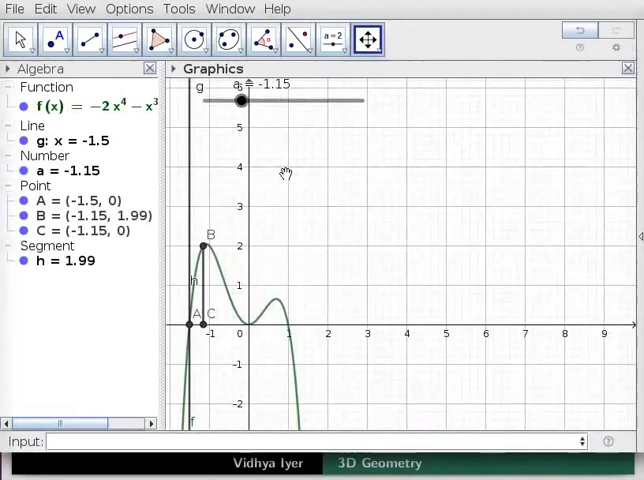 File Edit View Options Tools Window Help
A
a=2
Algebra
Graphics
Function
f(x) = −2 x⁴ − x³
Line
g: x = -1.5
Number
a = -1.15
Point
A = (-1.5, 0)
B = (-1.15, 1.99)
C = (-1.15, 0)
Segment
h = 1.99
g
a = -1.15
5
4
3
2
1
-1 0 1 2 3 4 5 6 7 8 9
-1
-2
B
h
A C
f
Input:
Vidhya Iyer 3D Geometry